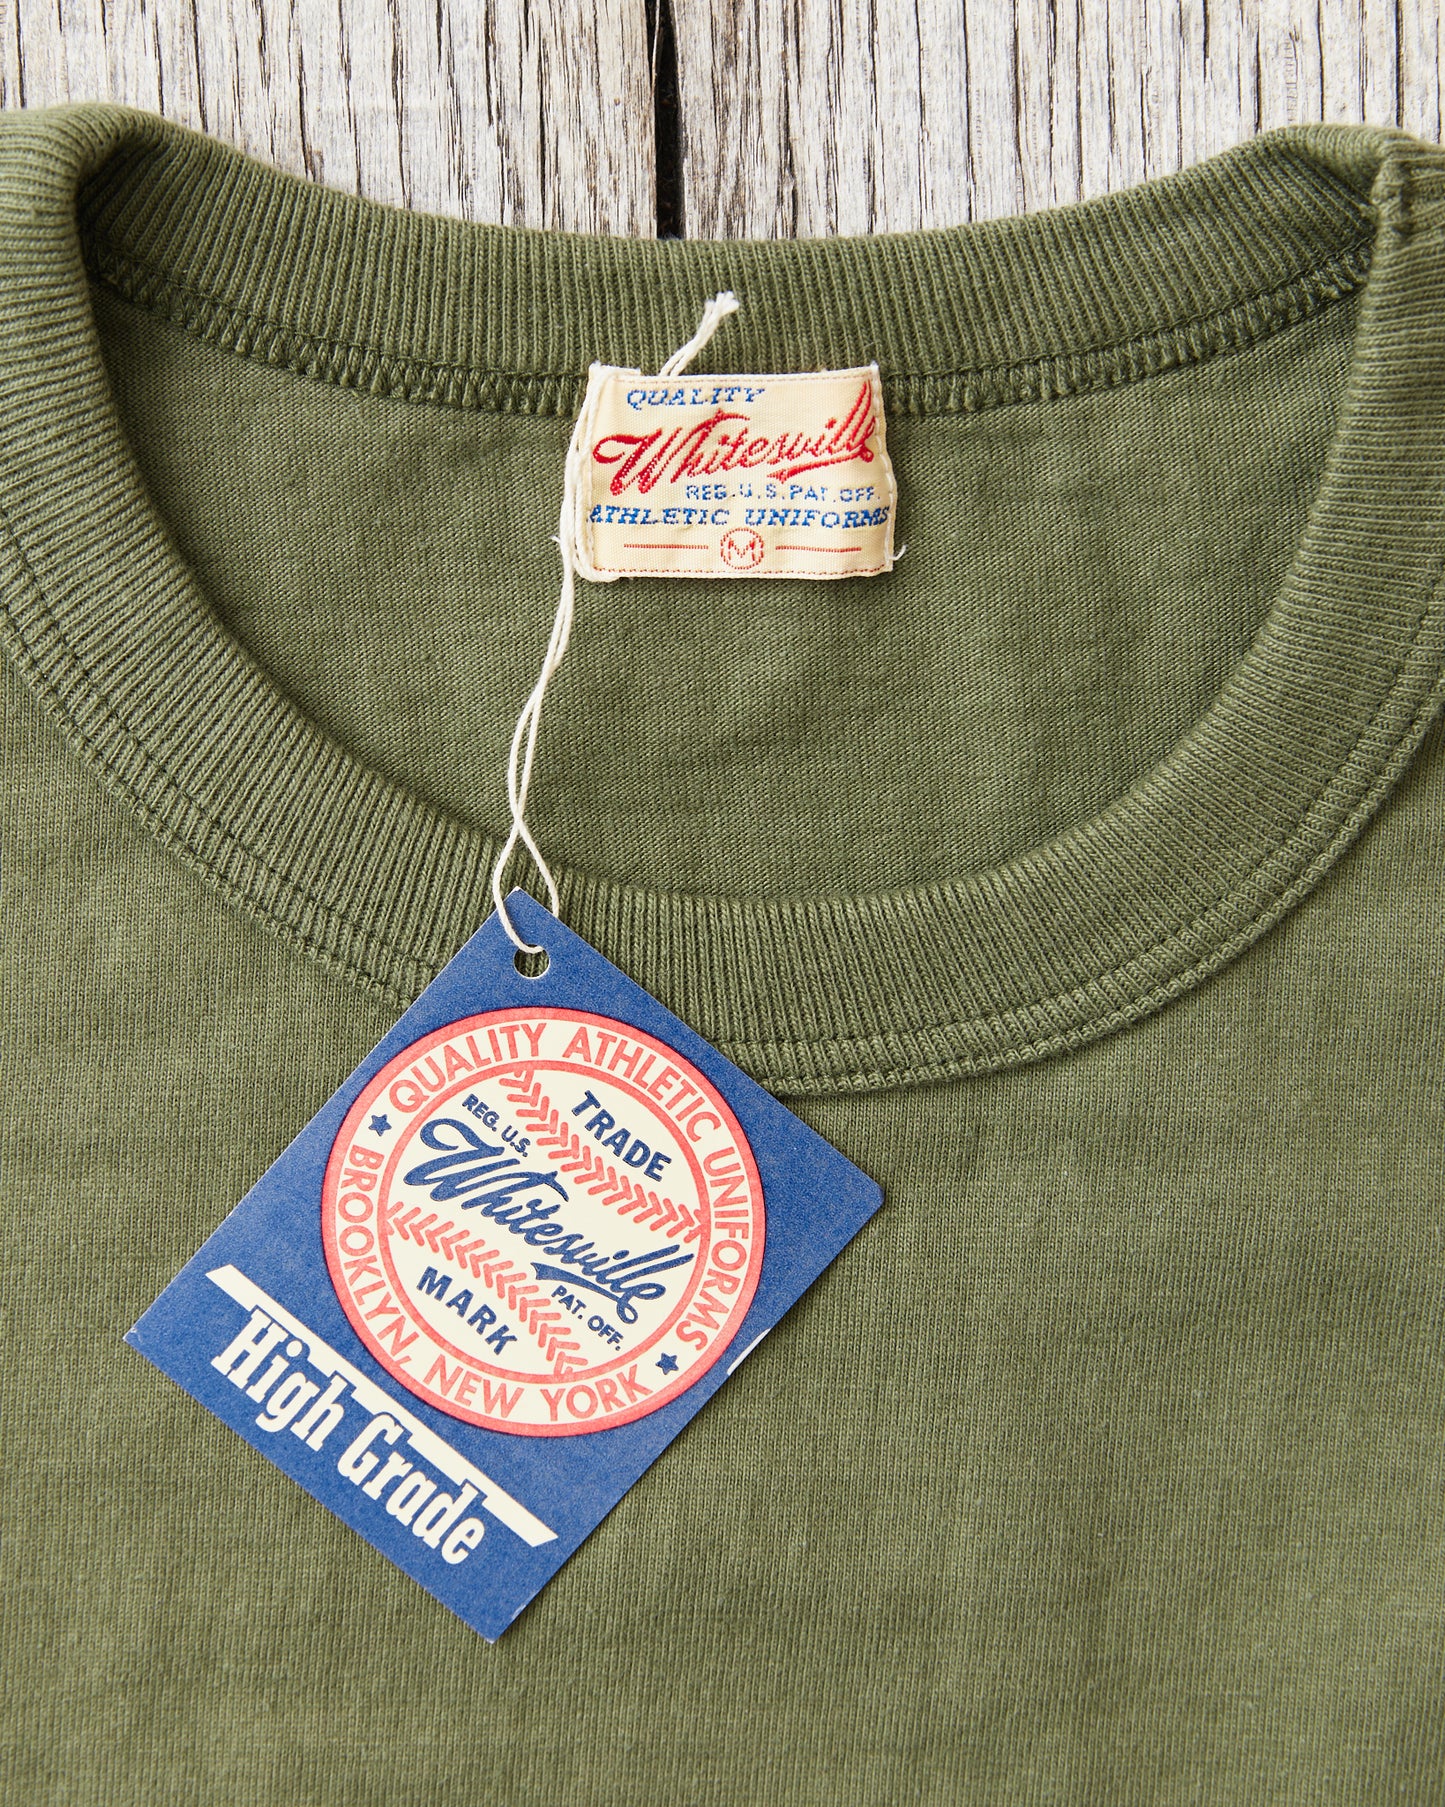 QUALITY
Whitesville
REG.U.S.PAT.OFF.
ATHLETIC UNIFORMS
M
QUALITY ATHLETIC UNIFORMS
★ BROOKLYN, NEW YORK ★
TRADE
REG. U.S.
Whitesville
PAT. OFF.
MARK
High Grade